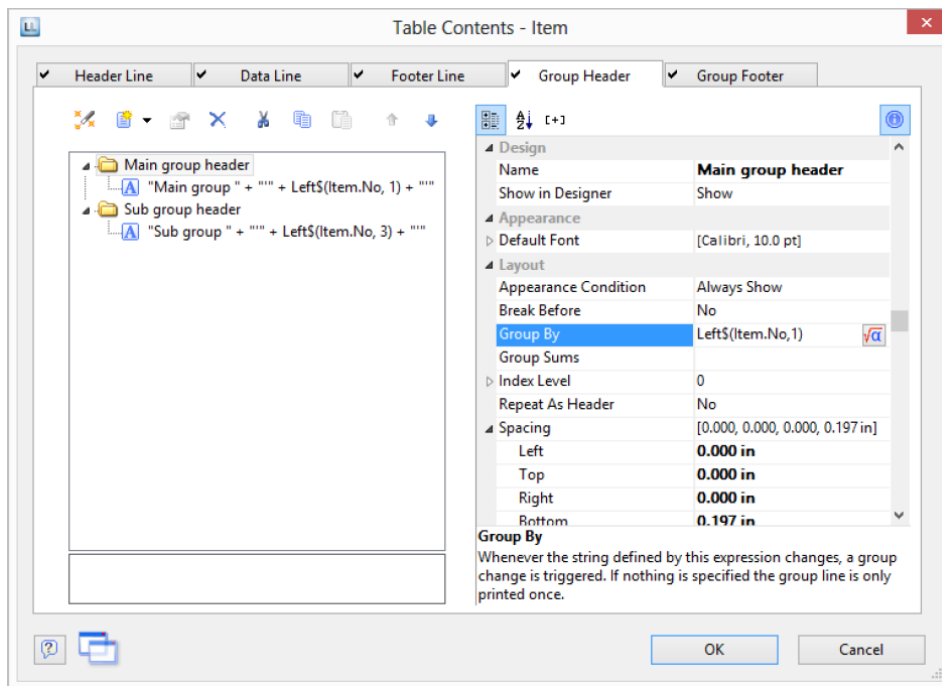 Table Contents - Item
Header Line Data Line Footer Line Group Header Group Footer
Main group header
"Main group " + "'" + Left$(Item.No, 1) + "'"
Sub group header
"Sub group " + "'" + Left$(Item.No, 3) + "'"
Design
Name Main group header
Show in Designer Show
Appearance
Default Font [Calibri, 10.0 pt]
Layout
Appearance Condition Always Show
Break Before No
Group By Left$(Item.No,1)
Group Sums
Index Level 0
Repeat As Header No
Spacing [0.000, 0.000, 0.000, 0.197 in]
Left 0.000 in
Top 0.000 in
Right 0.000 in
Bottom 0.197 in
Group By
Whenever the string defined by this expression changes, a group
change is triggered. If nothing is specified the group line is only
printed once.
OK Cancel